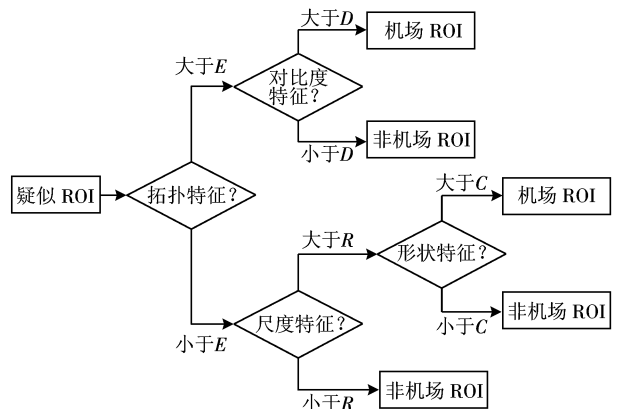 大于D
机场 ROI
大于E
对比度
特征?
非机场 ROI
小于D
疑似 ROI
拓扑特征?
大于C
机场 ROI
大于R
形状特征?
非机场 ROI
小于C
小于E
尺度特征?
非机场 ROI
小于R